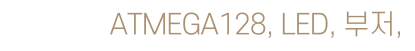 ATMEGA128, LED, 부저,